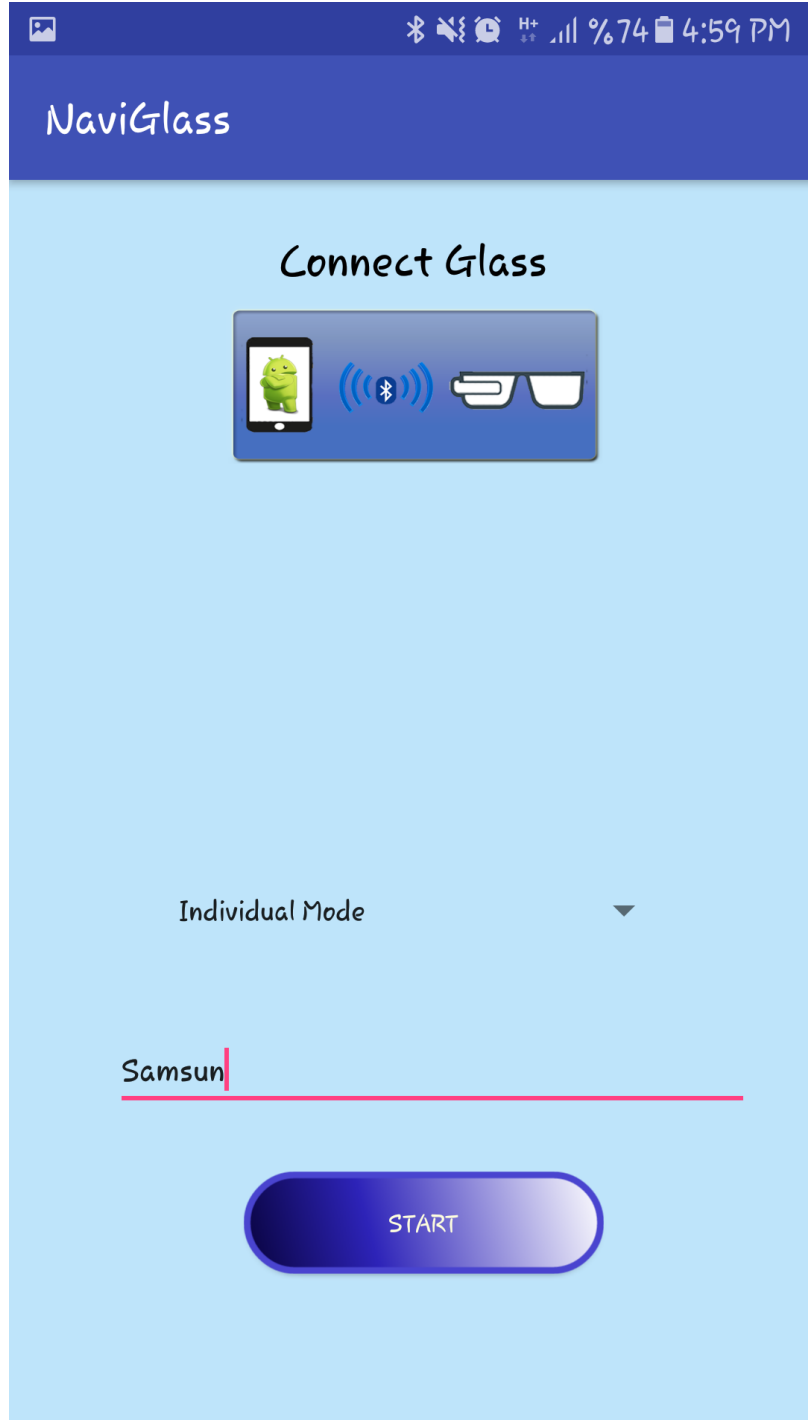 H+ %74 4:59 PM
NaviGlass
Connect Glass
Individual Mode
Samsun
START